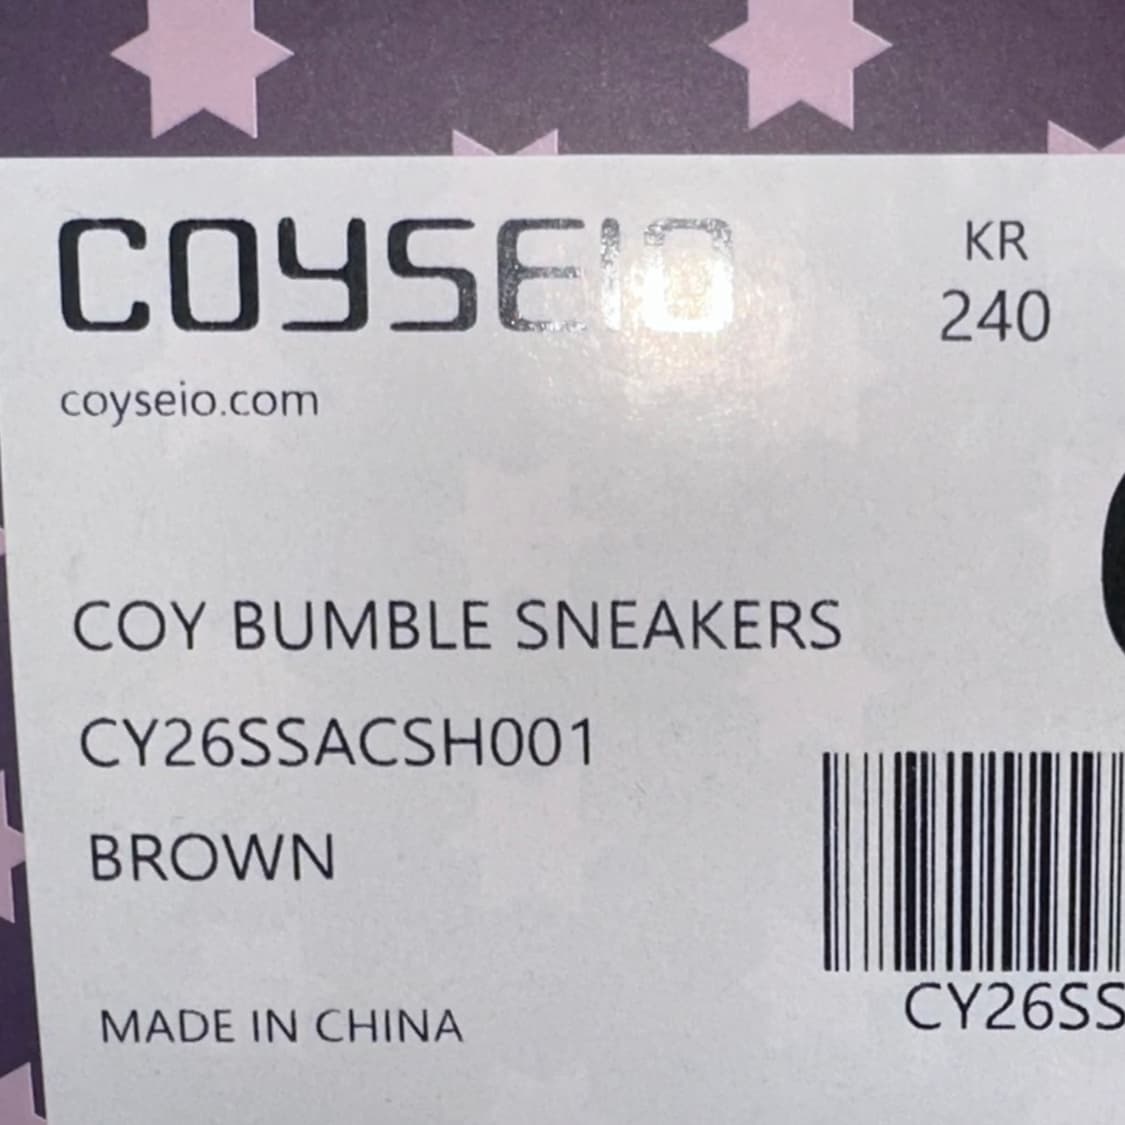 COYSEIO
KR
240
coyseio.com
COY BUMBLE SNEAKERS
CY26SSACSH001
BROWN
MADE IN CHINA
CY26SS